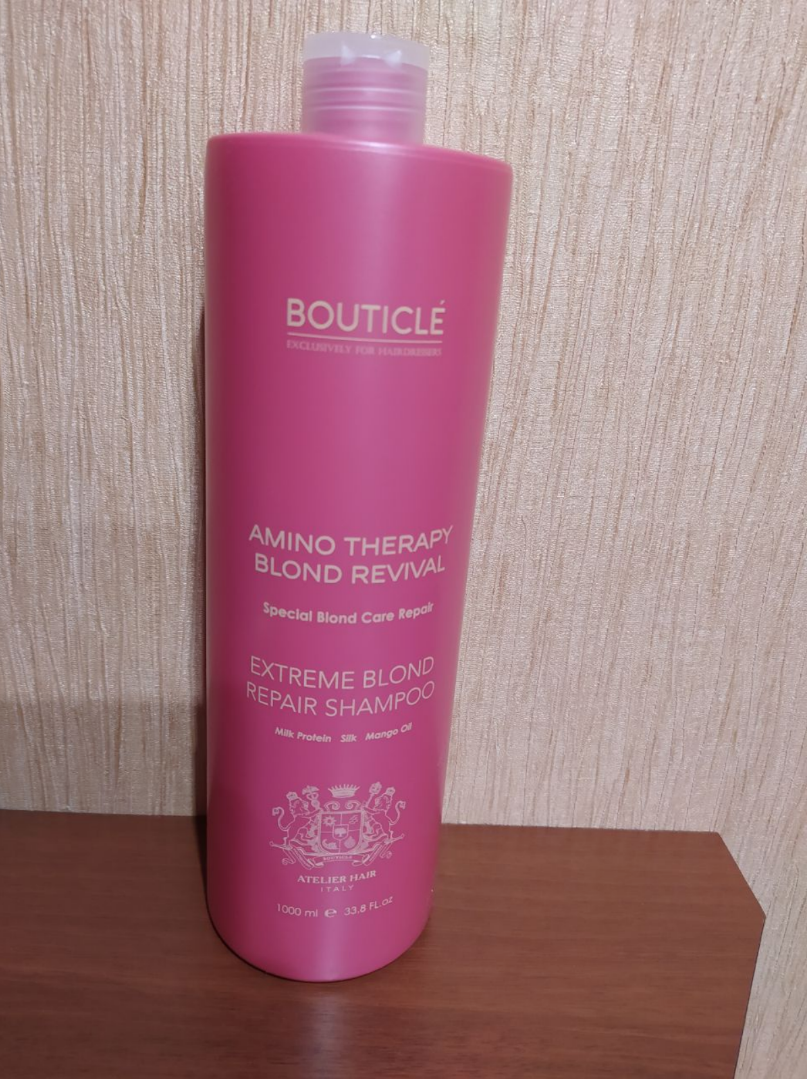 BOUTICLÉ
EXCLUSIVELY FOR HAIRDRESSERS
AMINO THERAPY
BLOND REVIVAL
Special Blond Care Repair
EXTREME BLOND
REPAIR SHAMPOO
Milk Protein Silk Mango Oil
ATELIER HAIR
ITALY
1000 ml ℮ 33.8 FL.oz